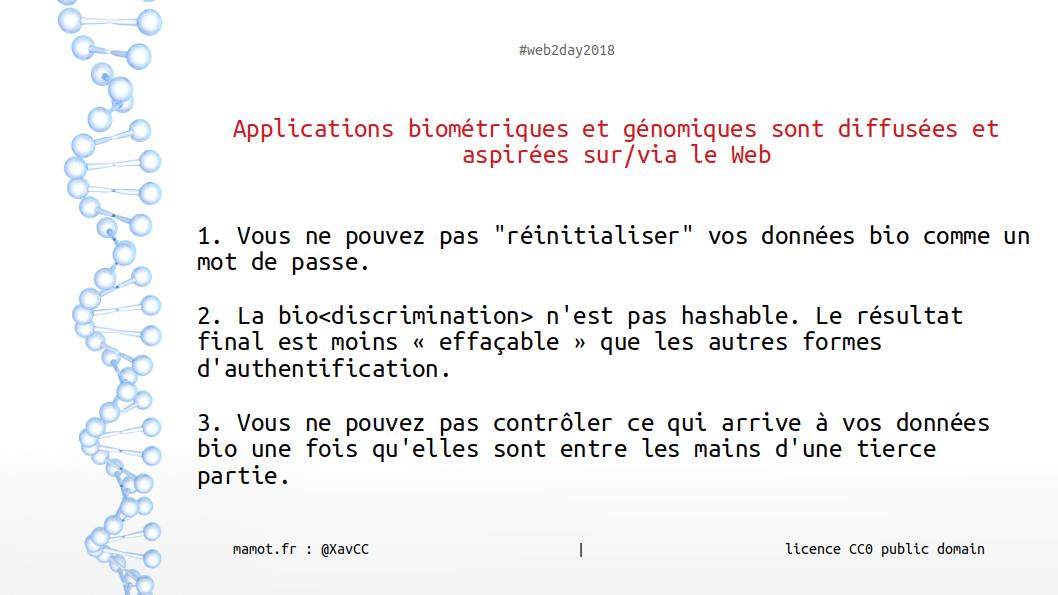 #web2day2018
Applications biométriques et génomiques sont diffusées et
aspirées sur/via le Web
1. Vous ne pouvez pas "réinitialiser" vos données bio comme un
mot de passe.
2. La bio<discrimination> n'est pas hashable. Le résultat
final est moins « effaçable » que les autres formes
d'authentification.
3. Vous ne pouvez pas contrôler ce qui arrive à vos données
bio une fois qu'elles sont entre les mains d'une tierce
partie.
mamot.fr : @XavCC | licence CC0 public domain